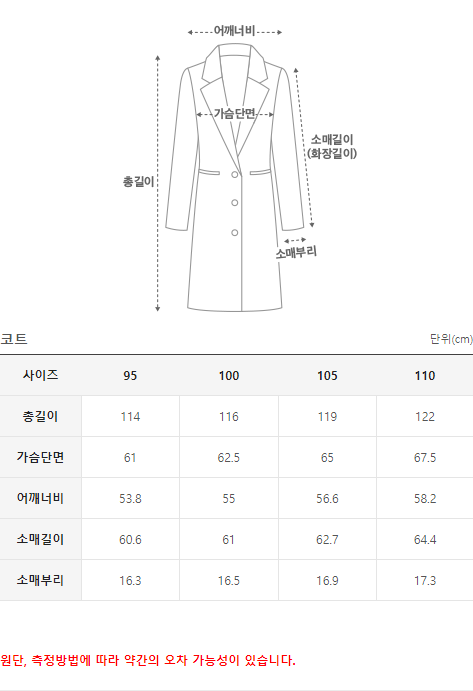 어깨너비
가슴단면
소매길이
(화장길이)
총길이
소매부리
코트 단위(cm)
사이즈 95 100 105 110
총길이 114 116 119 122
가슴단면 61 62.5 65 67.5
어깨너비 53.8 55 56.6 58.2
소매길이 60.6 61 62.7 64.4
소매부리 16.3 16.5 16.9 17.3
원단, 측정방법에 따라 약간의 오차 가능성이 있습니다.